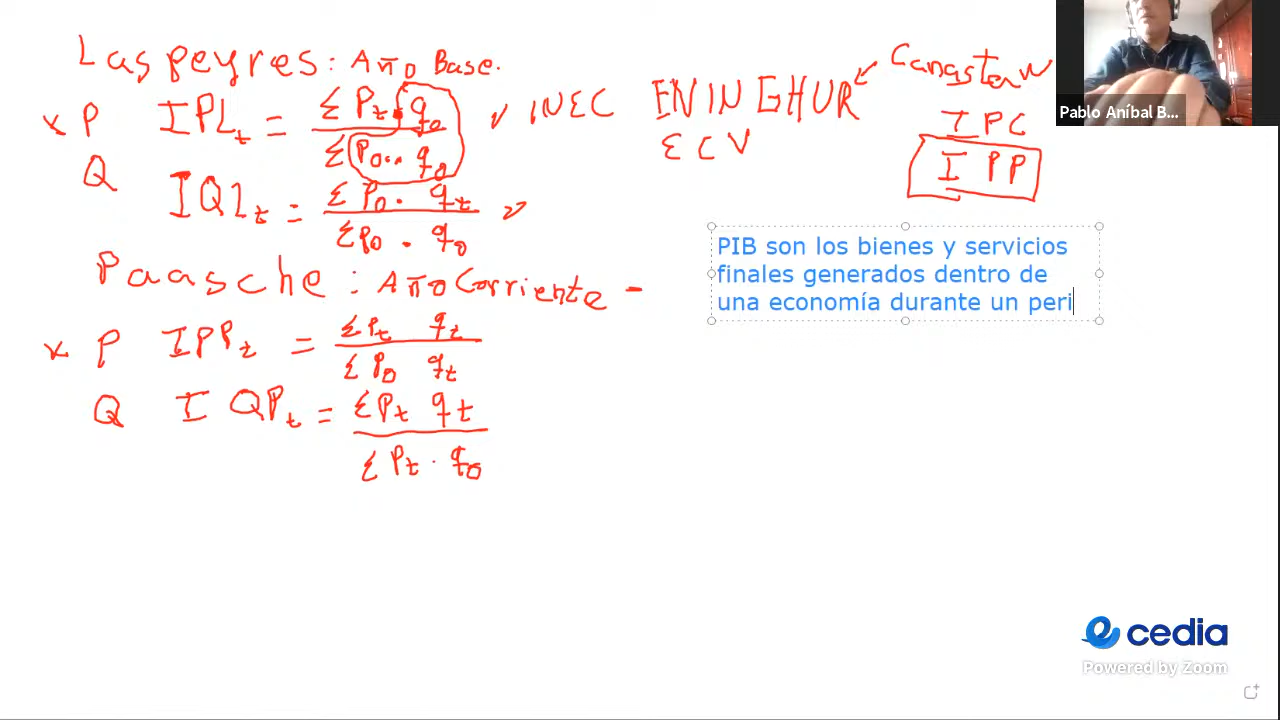 Laspeyres: Año Base.
x P IPL_t = Σ P_t . q_0 / Σ P_0 .. q_0 ✓ INEC
Q IQL_t = Σ P_0 . q_t / Σ P_0 . q_0 ✓
Paasche: Año Corriente -
x P IPP_t = Σ P_t q_t / Σ P_0 q_t
Q IQP_t = Σ P_t q_t / Σ P_t . q_0
ENINGHUR
ECV
Canasta
IPC
IPP
PIB son los bienes y servicios
finales generados dentro de
una economía durante un peri
Pablo Aníbal B...
cedia
Powered by Zoom